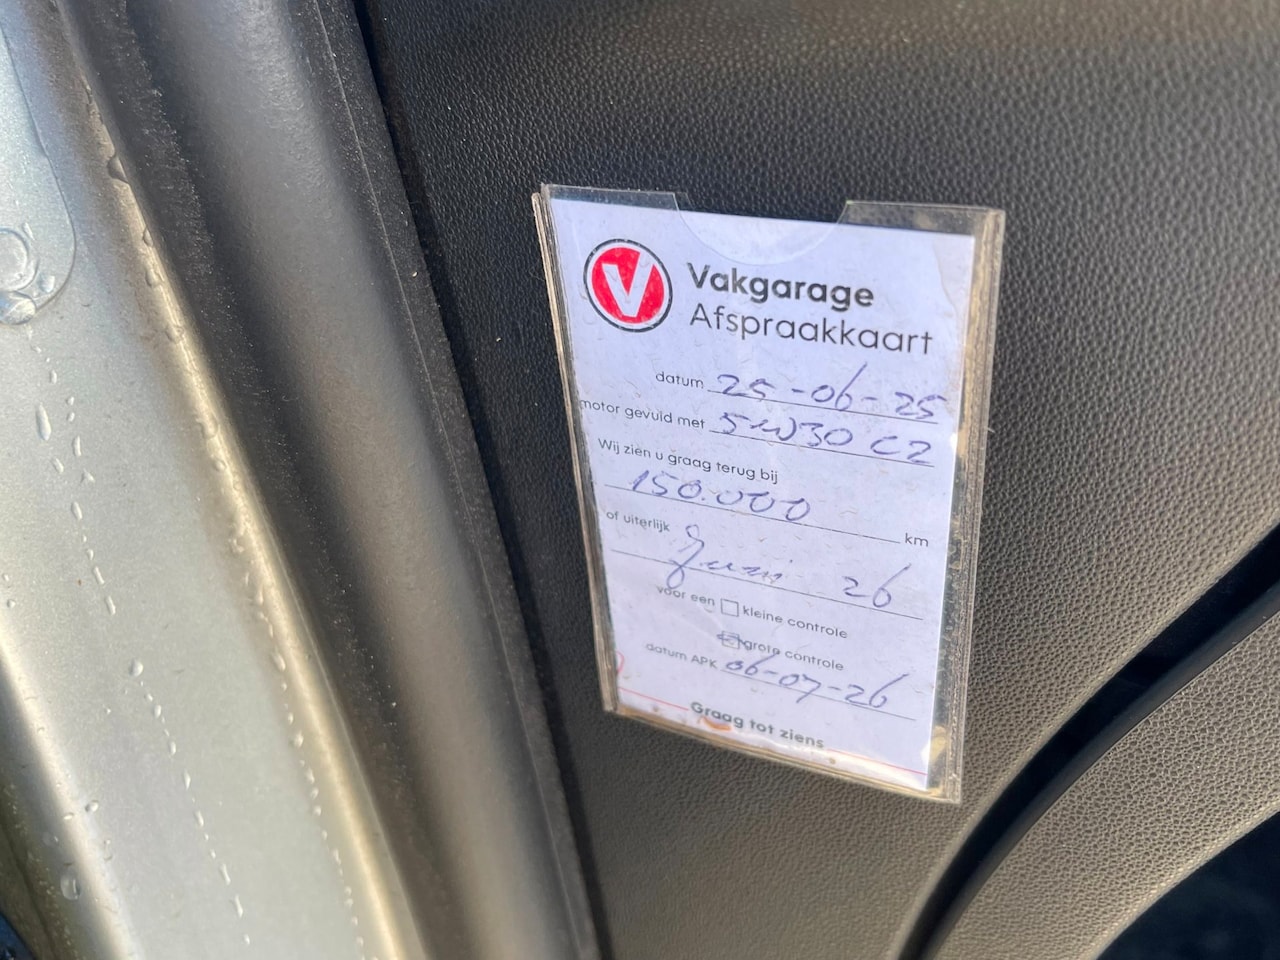 V
Vakgarage
Afspraakkaart
datum 25-06-25
motor gevuld met 5W30 C2
Wij zien u graag terug bij
150.000 km
of uiterlijk Juni 26
voor een kleine controle
grote controle
datum APK 06-07-26
Graag tot ziens